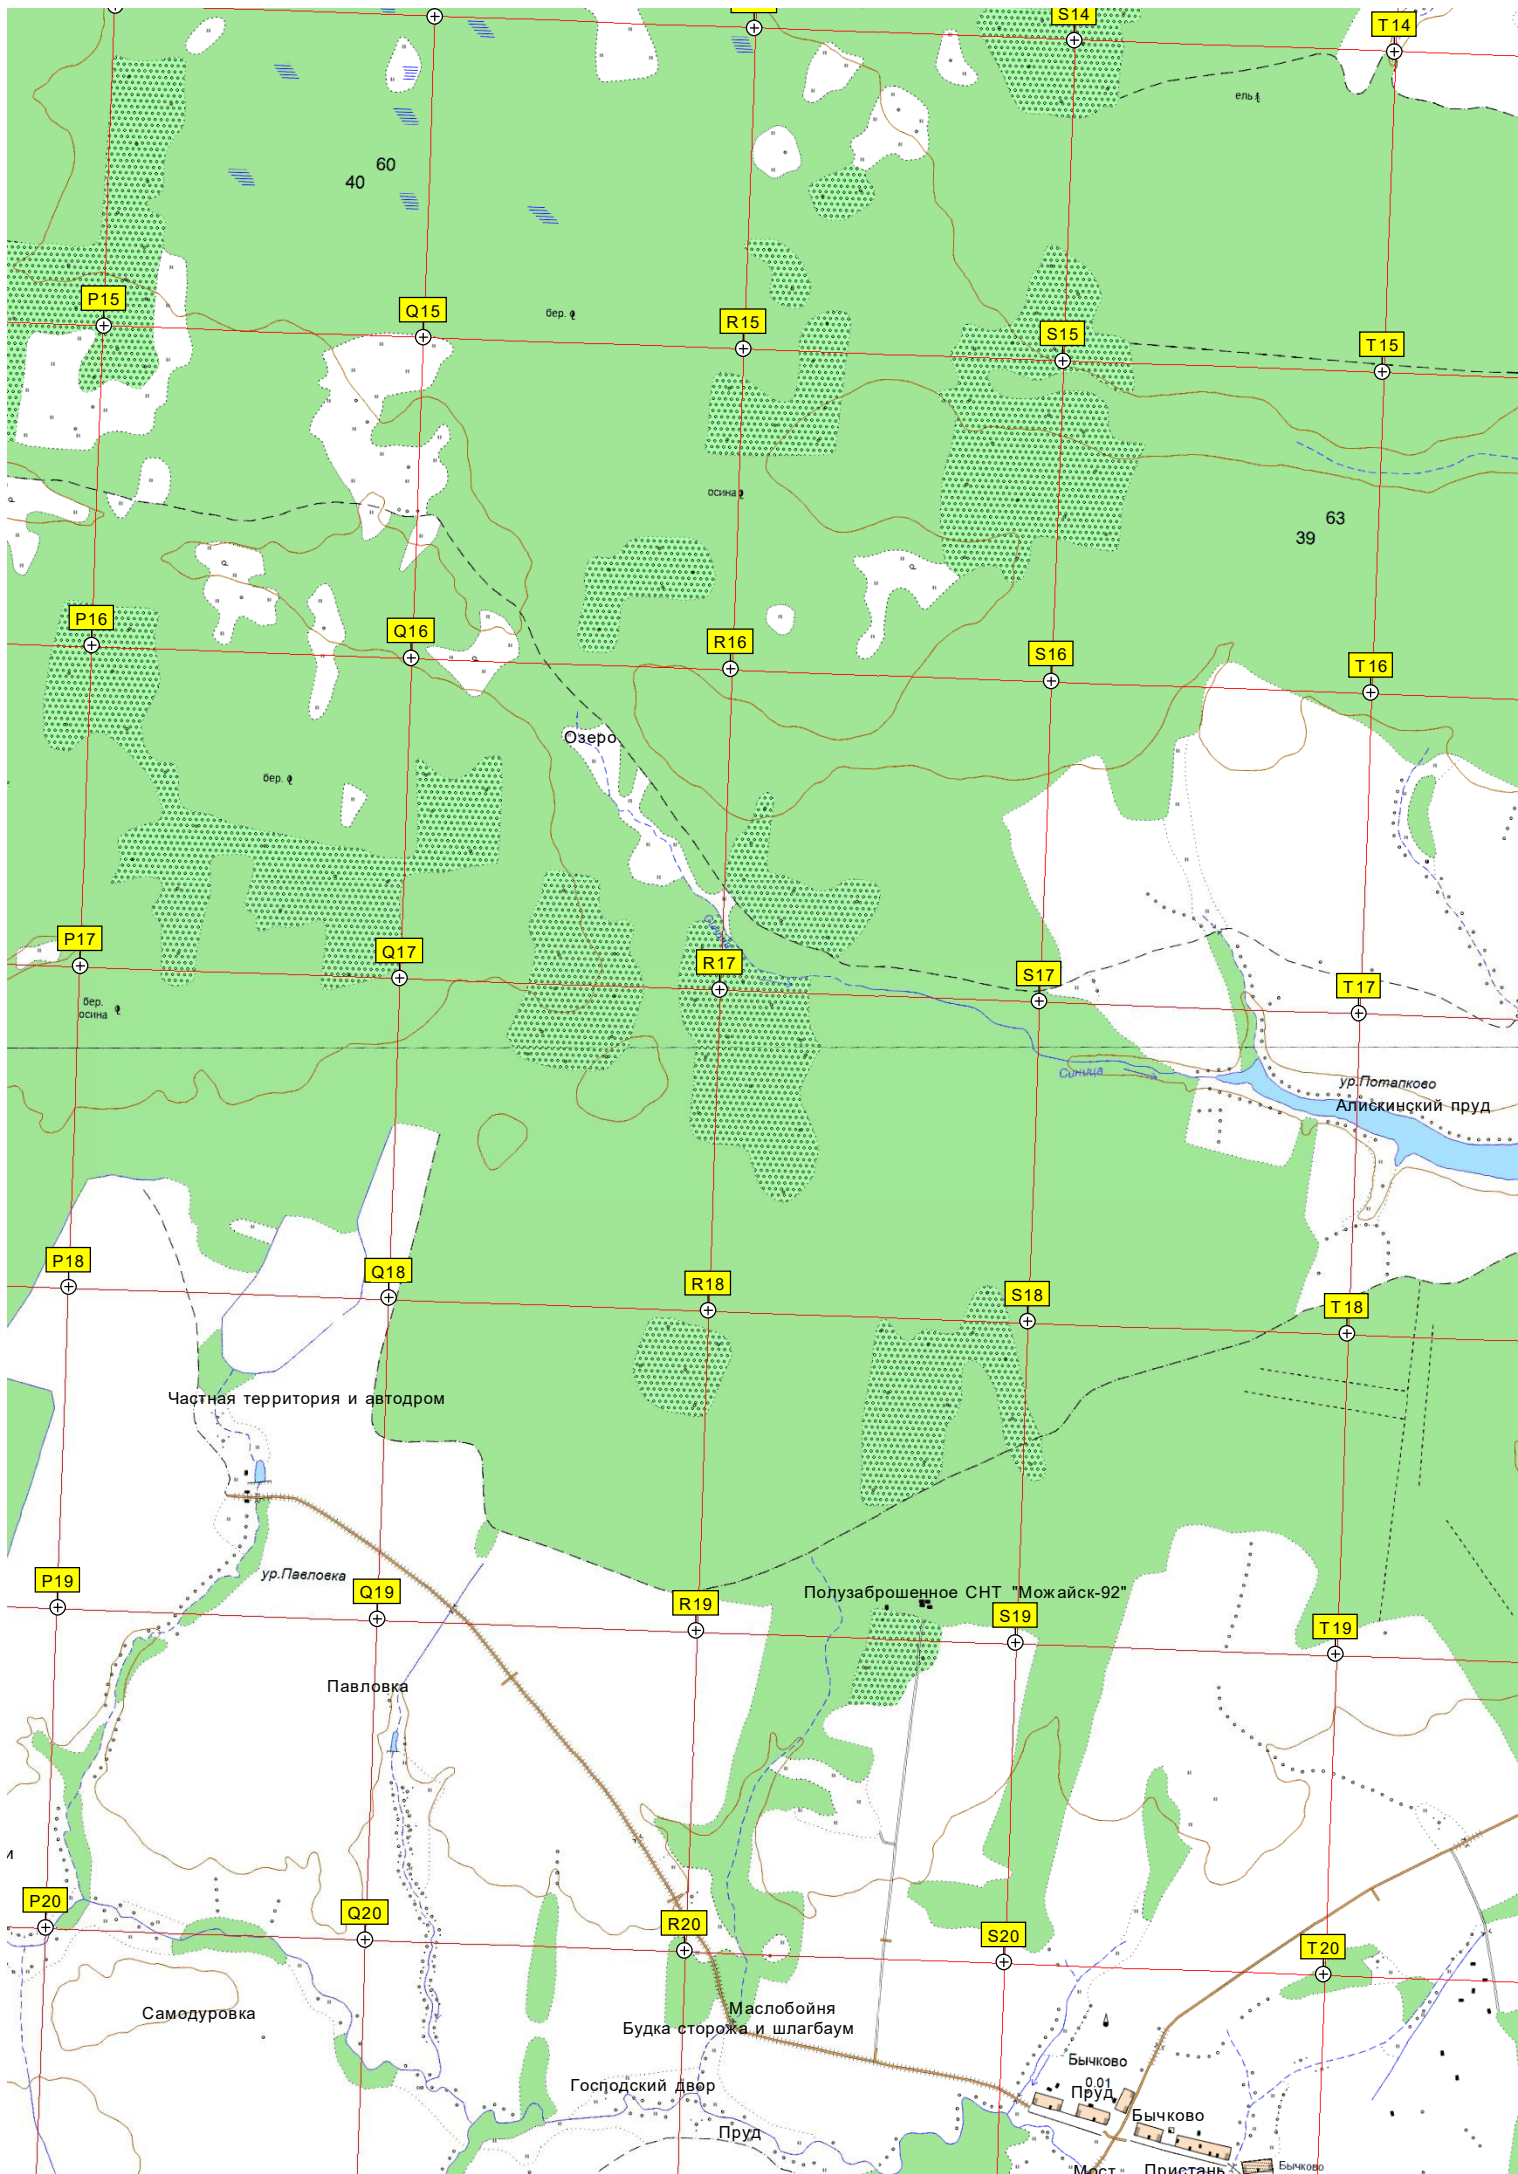 S14
T14
ель
60
40
P15
Q15
бер.
R15
S15
T15
осина
63
39
P16
Q16
R16
S16
T16
Озеро
бер.
P17
Q17
R17
S17
T17
бер.
осина
Синица
ур.Потапково
Алискинский пруд
P18
Q18
R18
S18
T18
Частная территория и автодром
ур.Павловка
P19
Q19
R19
Полузаброшенное СНТ "Можайск-92"
S19
T19
Павловка
P20
Q20
R20
S20
T20
Самодуровка
Маслобойня
Будка сторожа и шлагбаум
Господский двор
Пруд
Бычково
0.01
Пруд
Бычково
Мост
Пристань
Бычково